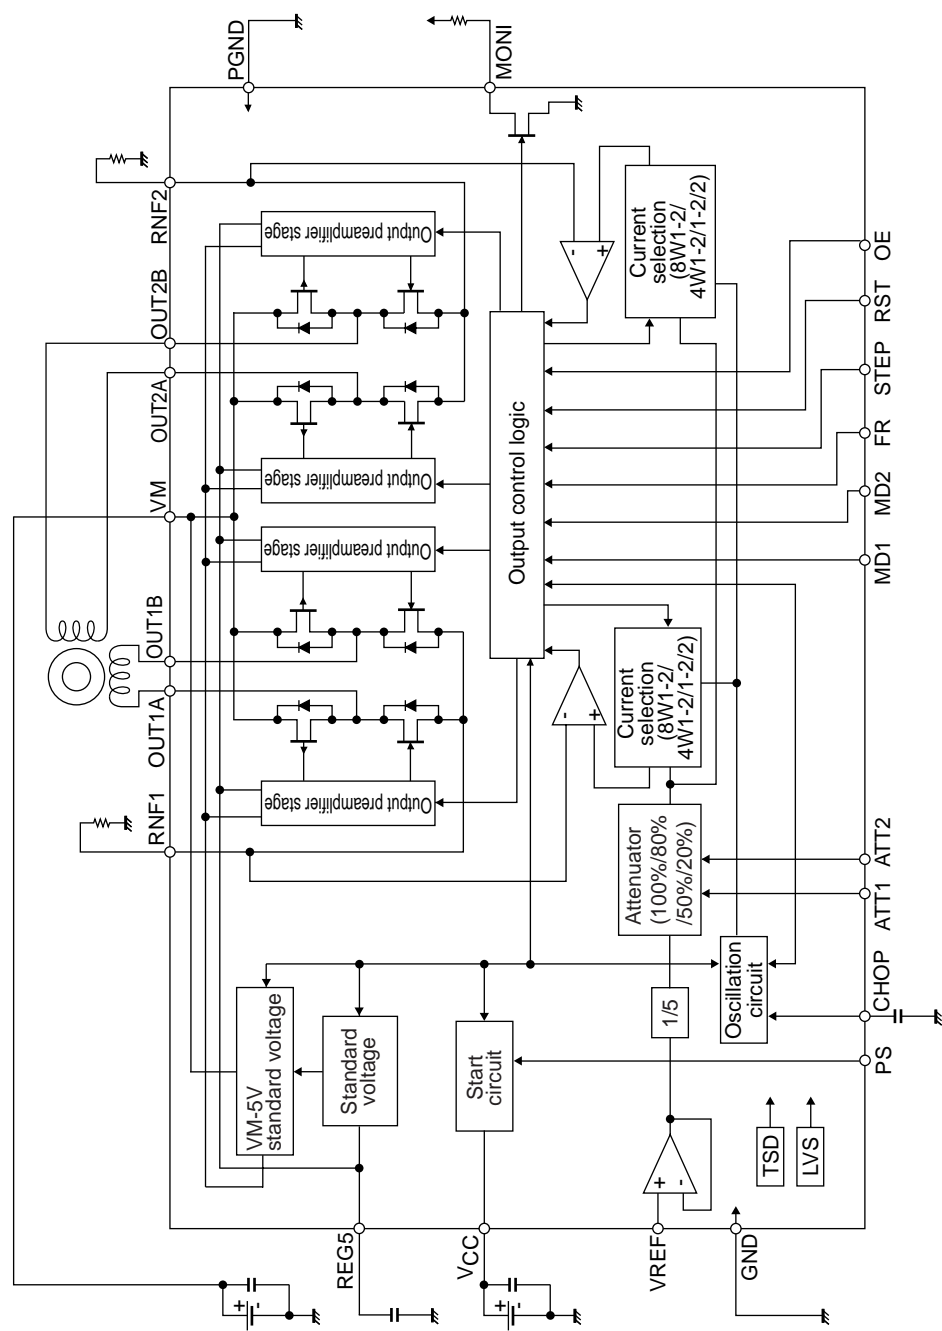 PGND
MONI
RNF2
OUT2B
OUT2A
VM
OUT1B
OUT1A
RNF1
Output preamplifier
stage
Output preamplifier
stage
Output preamplifier
stage
Output preamplifier
stage
Output control logic
-
+
Current
selection
(8W1-2/
4W1-2/1-2/2)
-
+
Current
selection
(8W1-2/
4W1-2/1-2/2)
OE
RST
STEP
FR
MD2
MD1
ATT2
ATT1
CHOP
PS
Attenuator
(100%/80%
/50%/20%)
Oscillation
circuit
1/5
VM-5V
standard voltage
Standard
voltage
Start
circuit
TSD
LVS
+
-
REG5
VCC
VREF
GND
+
-
+
-